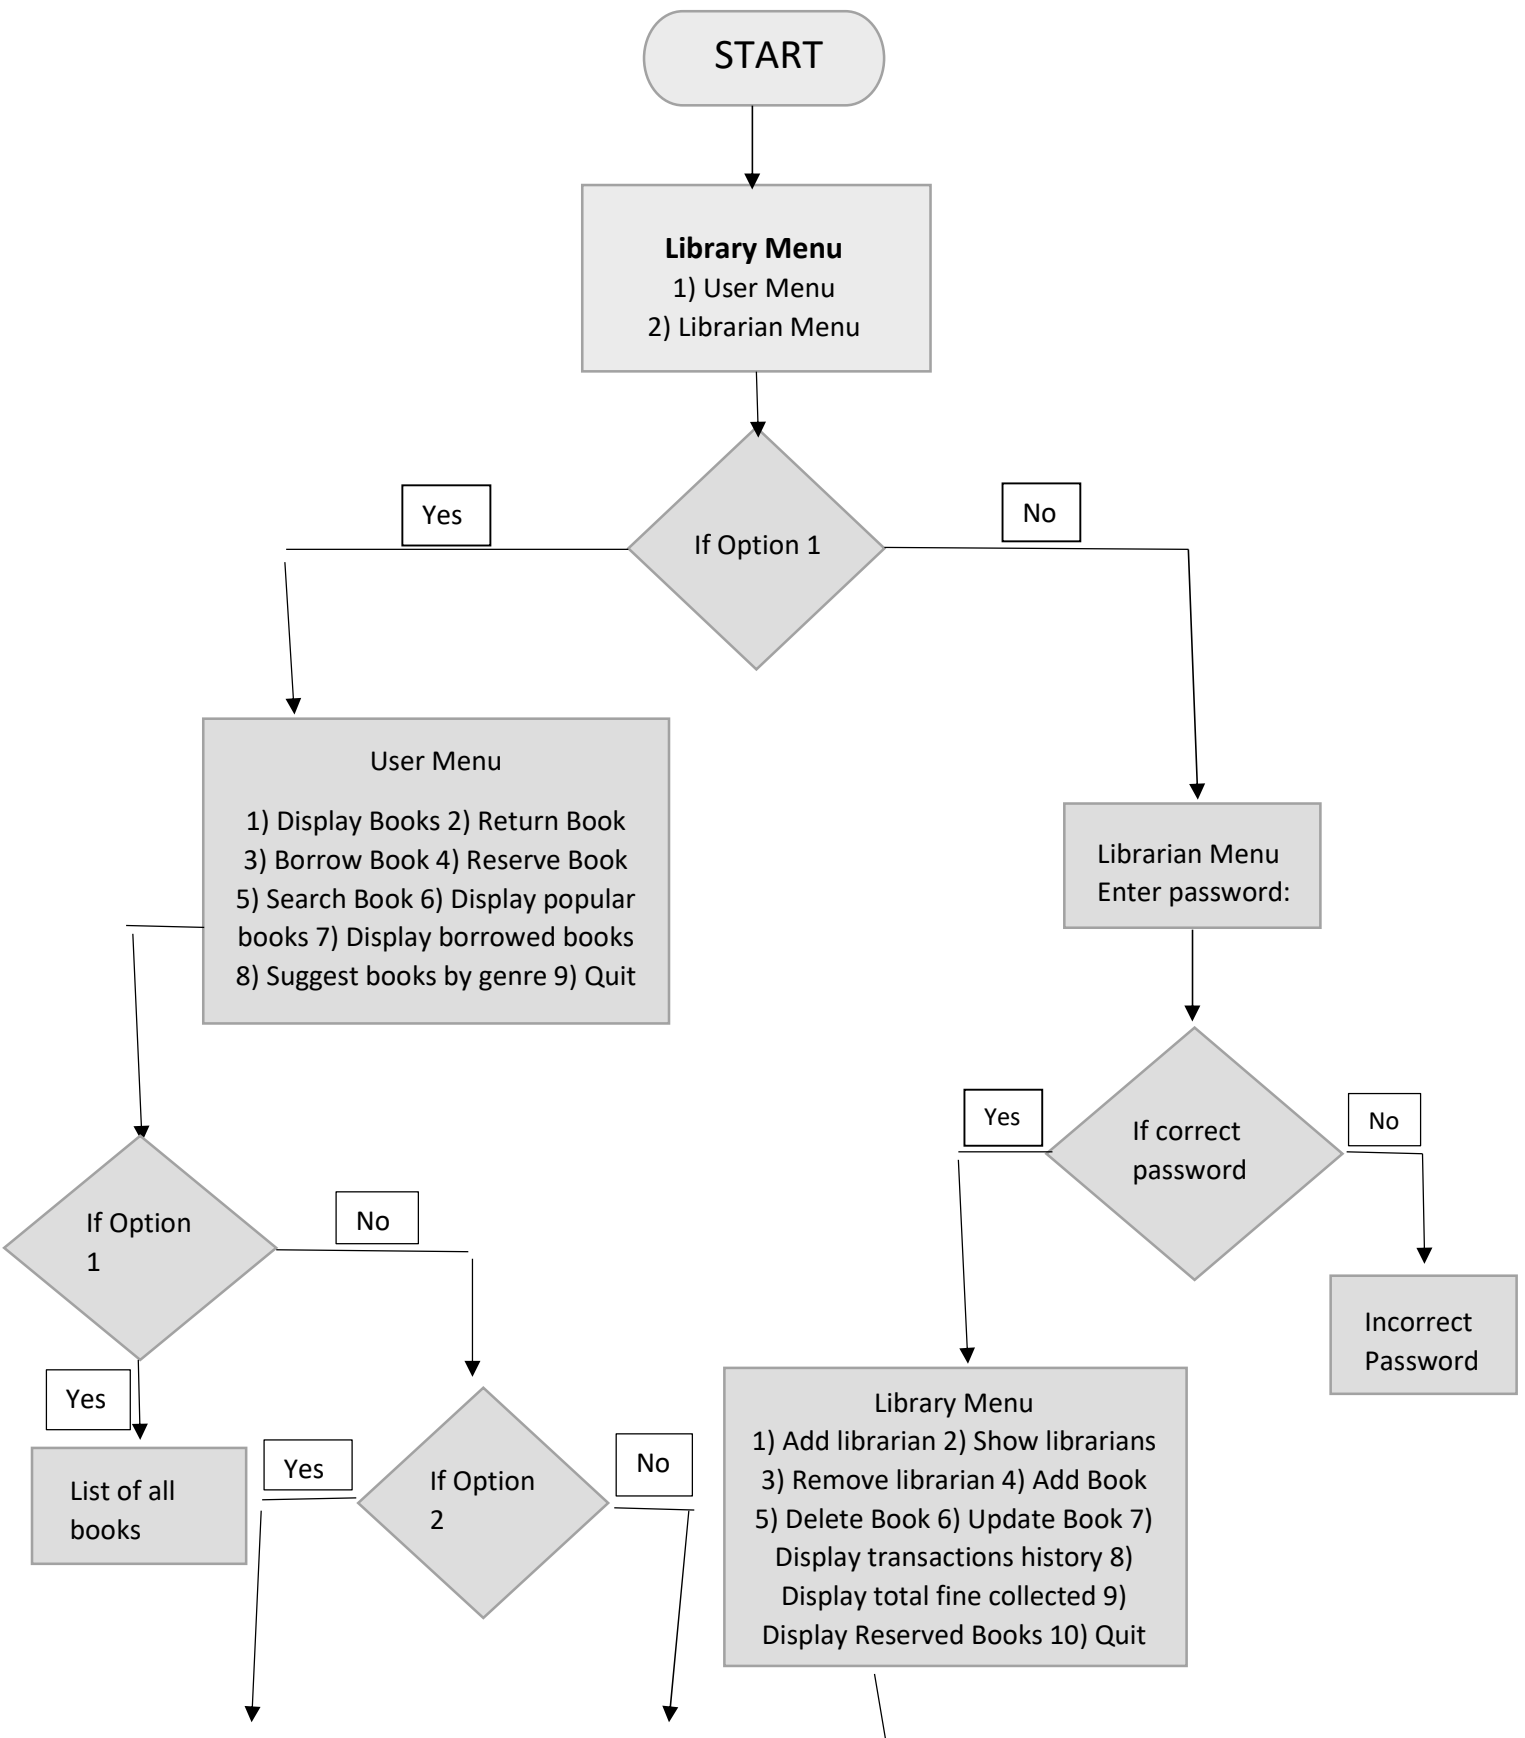 START
Library Menu
1) User Menu
2) Librarian Menu
Yes
If Option 1
No
User Menu
1) Display Books 2) Return Book
3) Borrow Book 4) Reserve Book
5) Search Book 6) Display popular
books 7) Display borrowed books
8) Suggest books by genre 9) Quit
Librarian Menu
Enter password:
Yes
If correct
password
No
Incorrect
Password
If Option
1
No
Yes
List of all
books
Yes
If Option
2
No
Library Menu
1) Add librarian 2) Show librarians
3) Remove librarian 4) Add Book
5) Delete Book 6) Update Book 7)
Display transactions history 8)
Display total fine collected 9)
Display Reserved Books 10) Quit